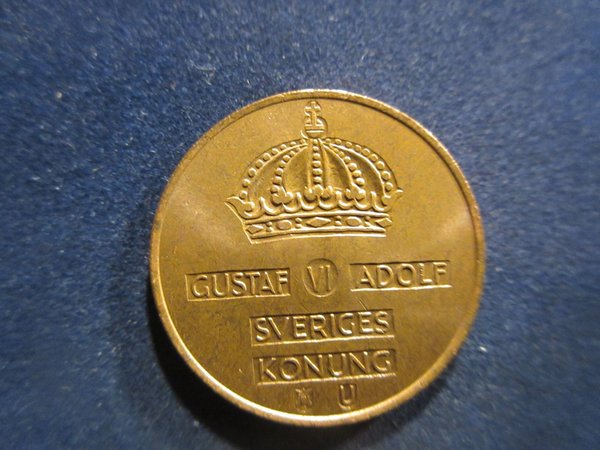 GUSTAF VI ADOLF
SVERIGES
KONUNG
U